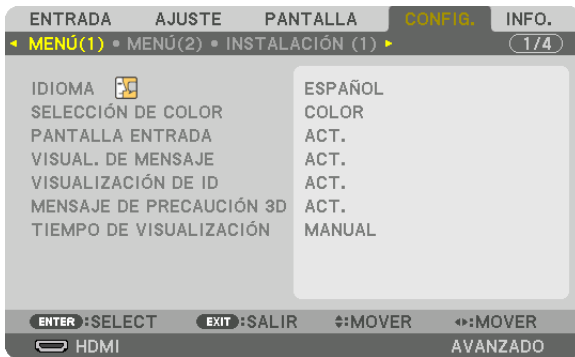 ENTRADA AJUSTE PANTALLA CONFIG. INFO.
MENÚ(1) • MENÚ(2) • INSTALACIÓN (1) 1/4
IDIOMA ESPAÑOL
SELECCIÓN DE COLOR COLOR
PANTALLA ENTRADA ACT.
VISUAL. DE MENSAJE ACT.
VISUALIZACIÓN DE ID ACT.
MENSAJE DE PRECAUCIÓN 3D ACT.
TIEMPO DE VISUALIZACIÓN MANUAL
ENTER :SELECT EXIT :SALIR :MOVER :MOVER
HDMI AVANZADO